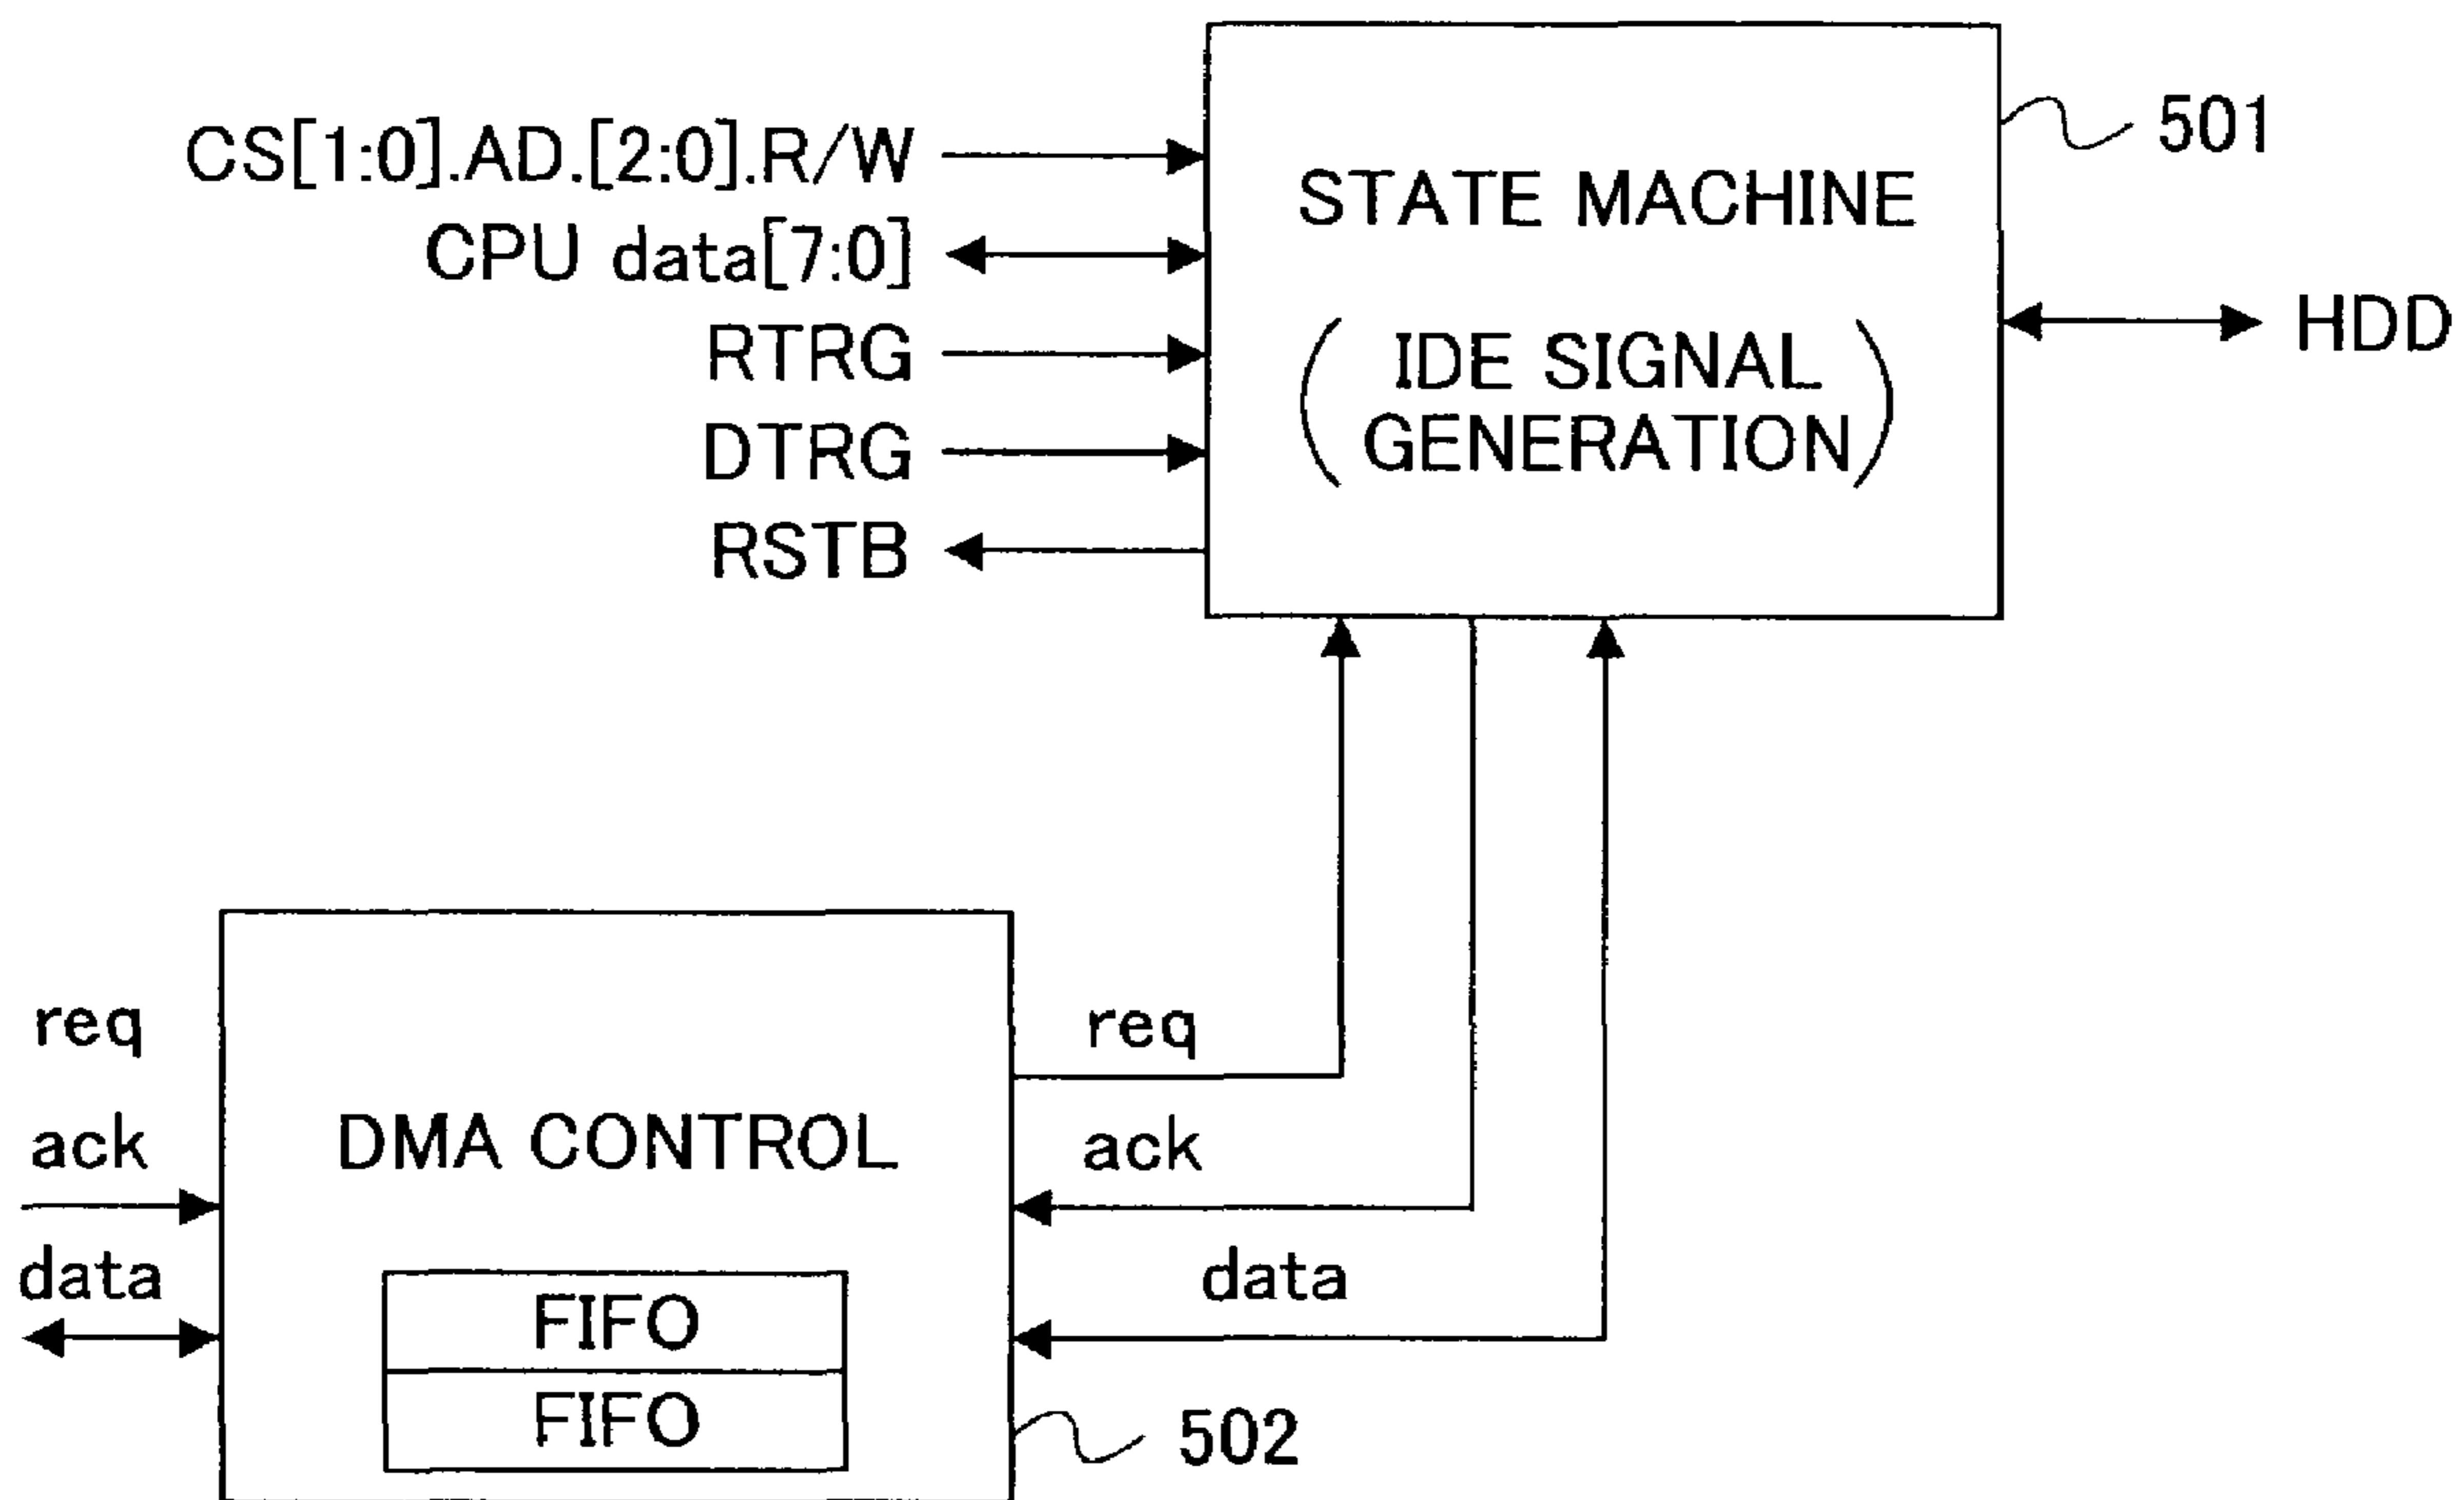 CS[1:0].AD.[2:0].R/W
CPU data[7:0]
RTRG
DTRG
RSTB
STATE MACHINE
IDE SIGNAL
GENERATION
501
HDD
req
ack
data
DMA CONTROL
FIFO
FIFO
req
ack
data
502